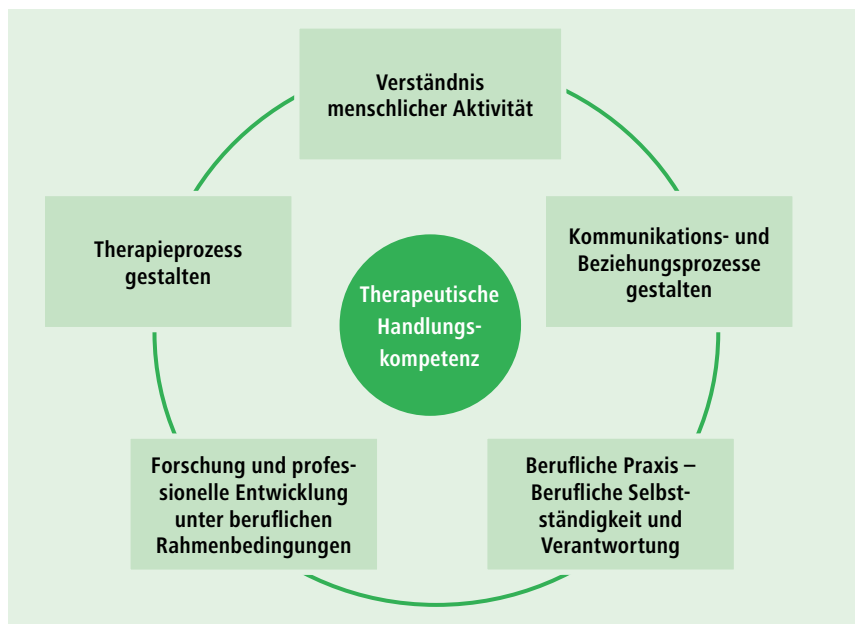 Verständnis
menschlicher Aktivität
Therapieprozess
gestalten
Kommunikations- und
Beziehungsprozesse
gestalten
Therapeutische
Handlungs-
kompetenz
Forschung und profes-
sionelle Entwicklung
unter beruflichen
Rahmenbedingungen
Berufliche Praxis –
Berufliche Selbst-
ständigkeit und
Verantwortung